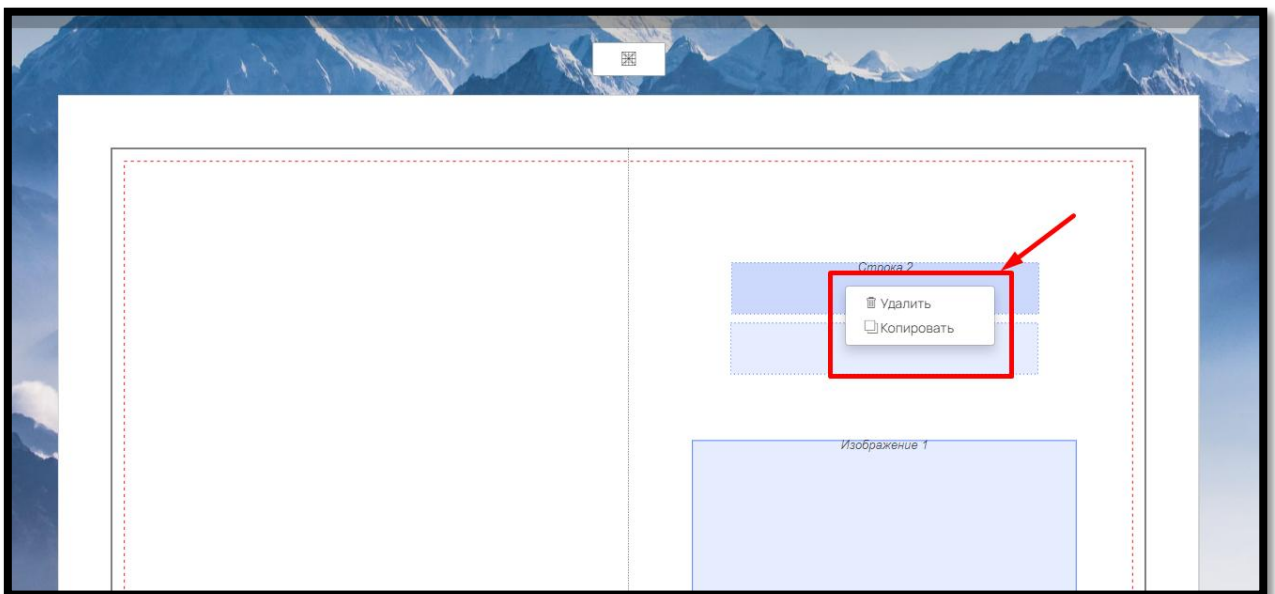 Строка 2
Удалить
Копировать
Изображение 1